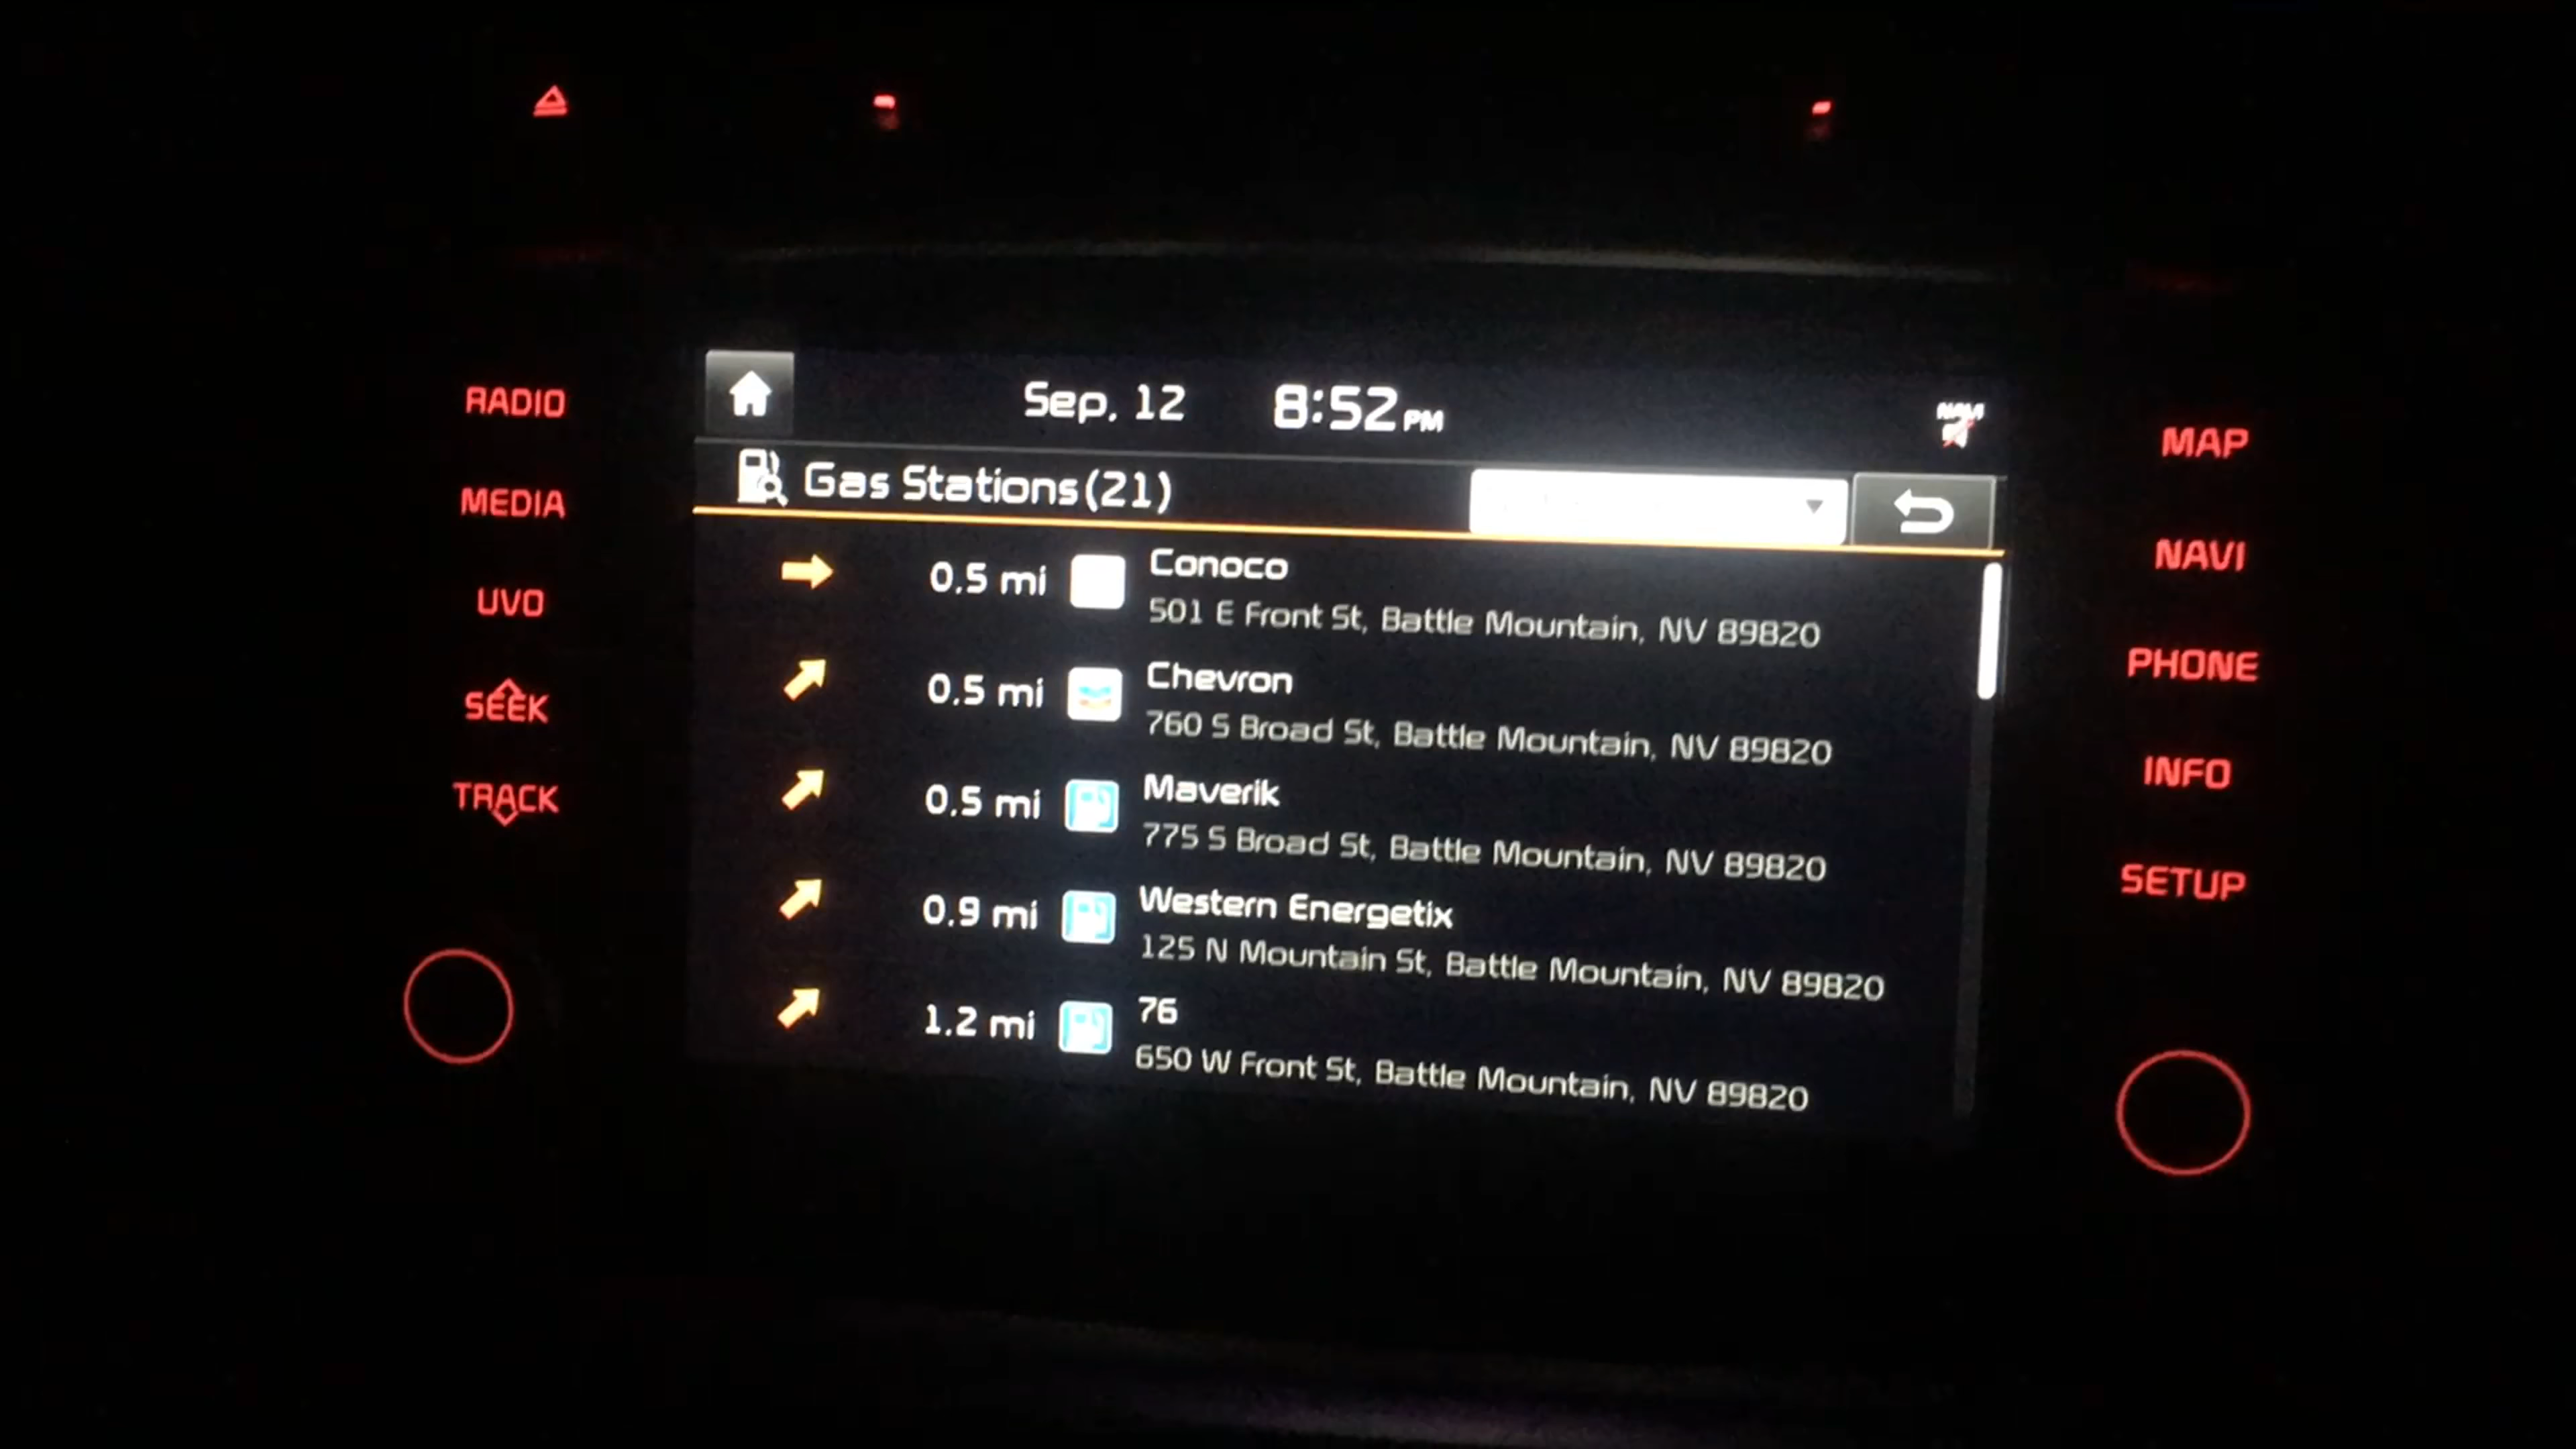 RADIO
MEDIA
UVO
SEEK
TRACK
Sep. 12 8:52 PM
NAVI
Gas Stations(21)
0.5 mi Conoco
501 E Front St, Battle Mountain, NV 89820
0.5 mi Chevron
760 S Broad St, Battle Mountain, NV 89820
0.5 mi Maverik
775 S Broad St, Battle Mountain, NV 89820
0.9 mi Western Energetix
125 N Mountain St, Battle Mountain, NV 89820
1.2 mi 76
650 W Front St, Battle Mountain, NV 89820
MAP
NAVI
PHONE
INFO
SETUP